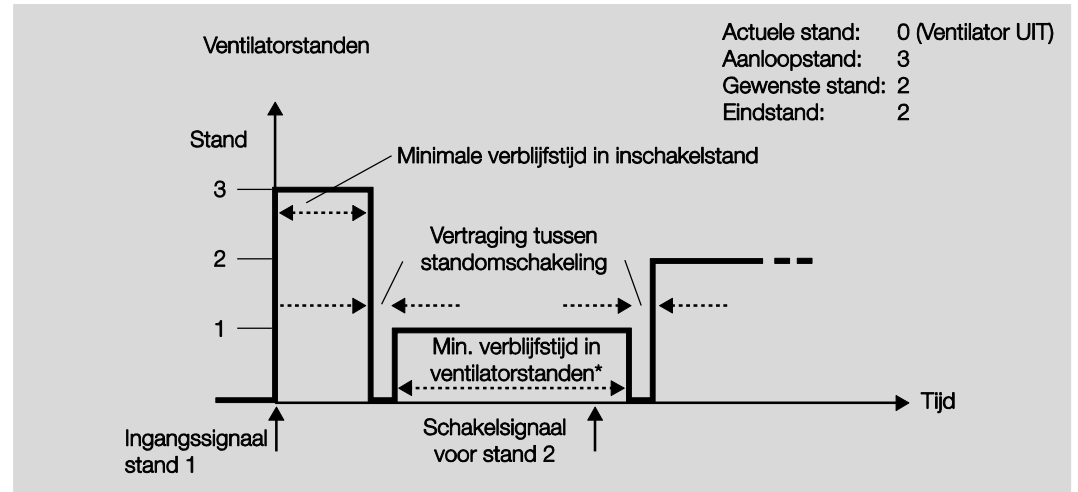 Ventilatorstanden
Actuele stand: 0 (Ventilator UIT)
Aanloopstand: 3
Gewenste stand: 2
Eindstand: 2
Stand
Minimale verblijfstijd in inschakelstand
3
Vertraging tussen
standomschakeling
2
1
Min. verblijfstijd in
ventilatorstanden*
Tijd
Ingangssignaal
stand 1
Schakelsignaal
voor stand 2